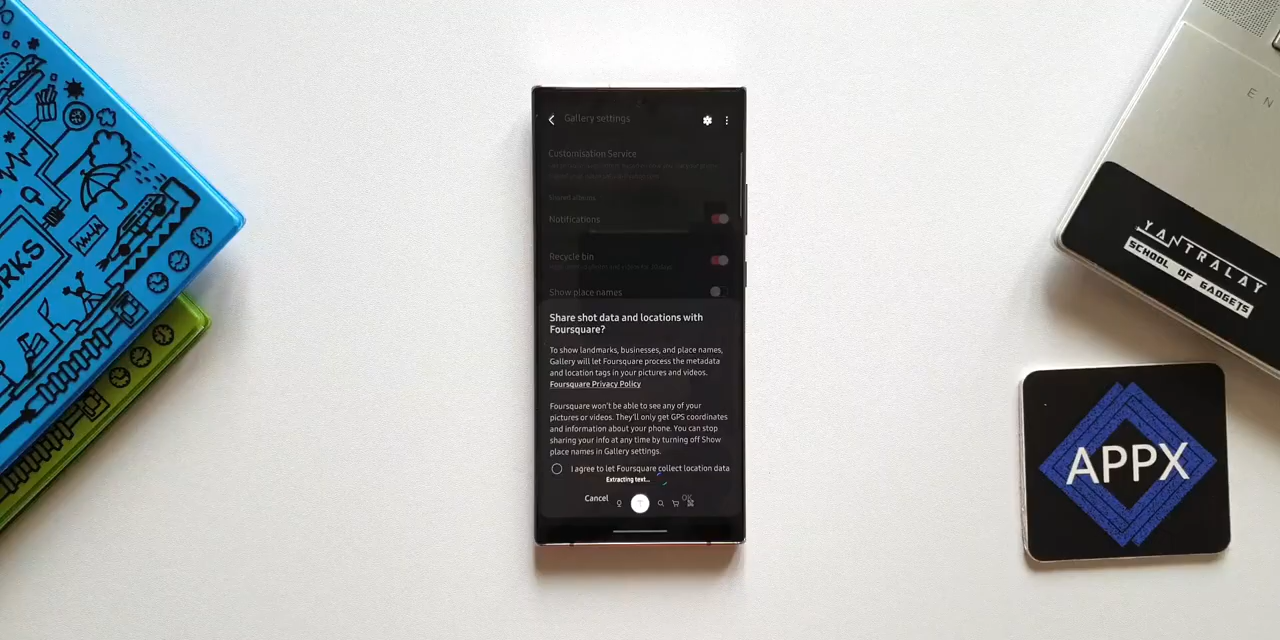 RKS
Gallery settings
Customisation Service
Shared albums
Notifications
Recycle bin
Show place names
Share shot data and locations with
Foursquare?
To show landmarks, businesses, and place names,
Gallery will let Foursquare process the metadata
and location tags in your pictures and videos.
Foursquare Privacy Policy
Foursquare won't be able to see any of your
pictures or videos. They'll only get GPS coordinates
and information about your phone. You can stop
sharing your info at any time by turning off Show
place names in Gallery settings.
I agree to let Foursquare collect location data
Extracting text...
Cancel
OK
T
E N
YANTRALAY
SCHOOL OF GADGETS
APPX